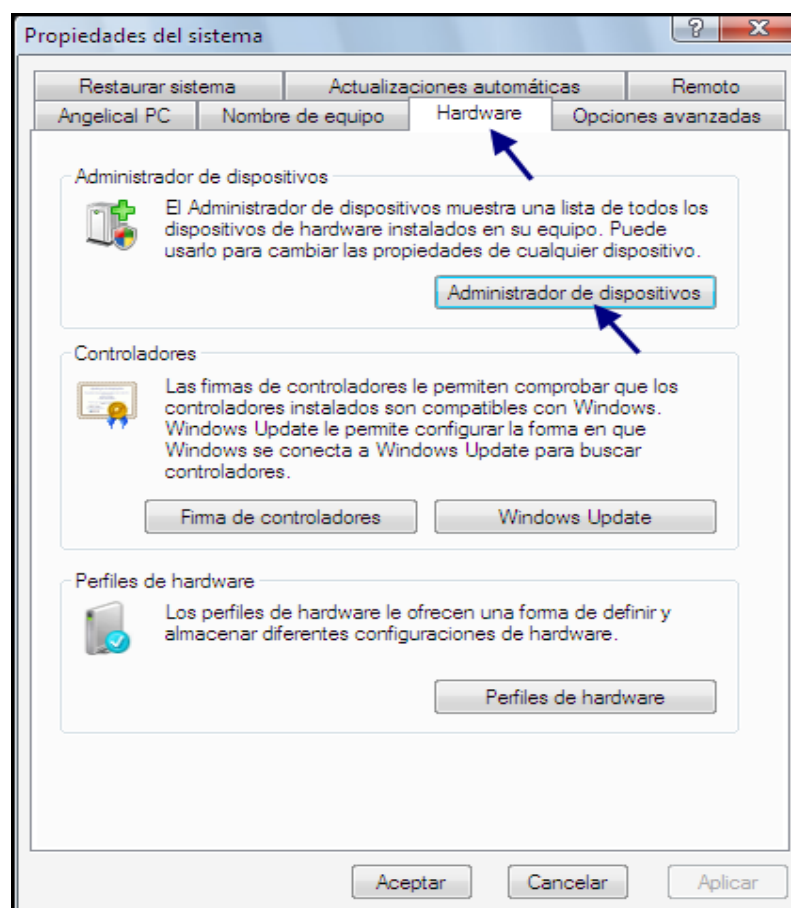 Propiedades del sistema
?
X
Restaurar sistema
Actualizaciones automáticas
Remoto
Angelical PC
Nombre de equipo
Hardware
Opciones avanzadas
Administrador de dispositivos
El Administrador de dispositivos muestra una lista de todos los
dispositivos de hardware instalados en su equipo. Puede
usarlo para cambiar las propiedades de cualquier dispositivo.
Administrador de dispositivos
Controladores
Las firmas de controladores le permiten comprobar que los
controladores instalados son compatibles con Windows.
Windows Update le permite configurar la forma en que
Windows se conecta a Windows Update para buscar
controladores.
Firma de controladores
Windows Update
Perfiles de hardware
Los perfiles de hardware le ofrecen una forma de definir y
almacenar diferentes configuraciones de hardware.
Perfiles de hardware
Aceptar
Cancelar
Aplicar